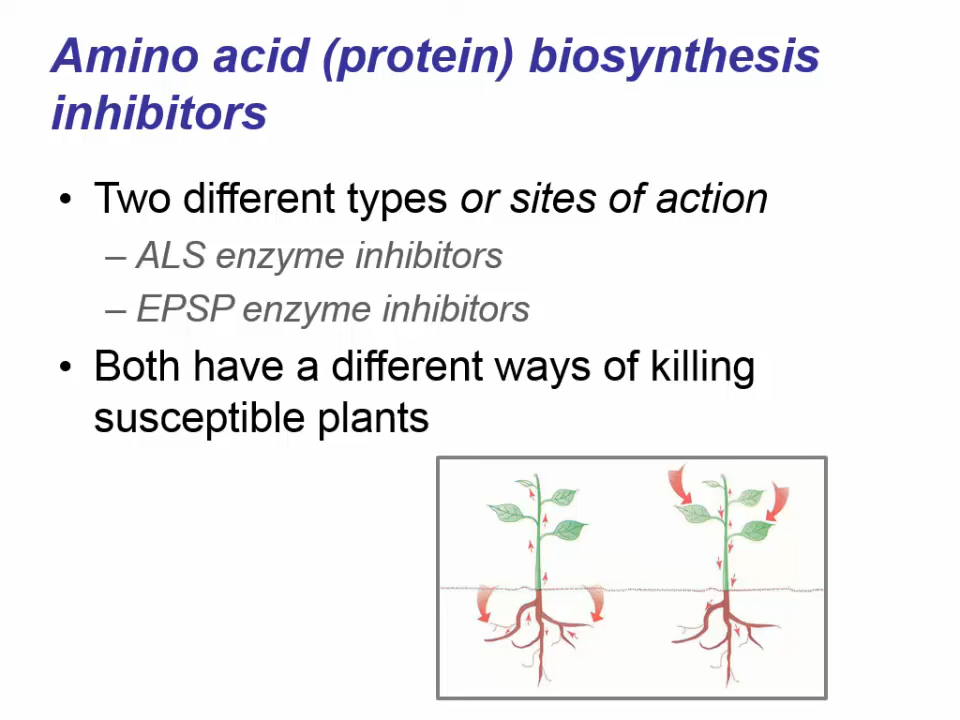 Amino acid (protein) biosynthesis
inhibitors
• Two different types or sites of action
– ALS enzyme inhibitors
– EPSP enzyme inhibitors
• Both have a different ways of killing
susceptible plants